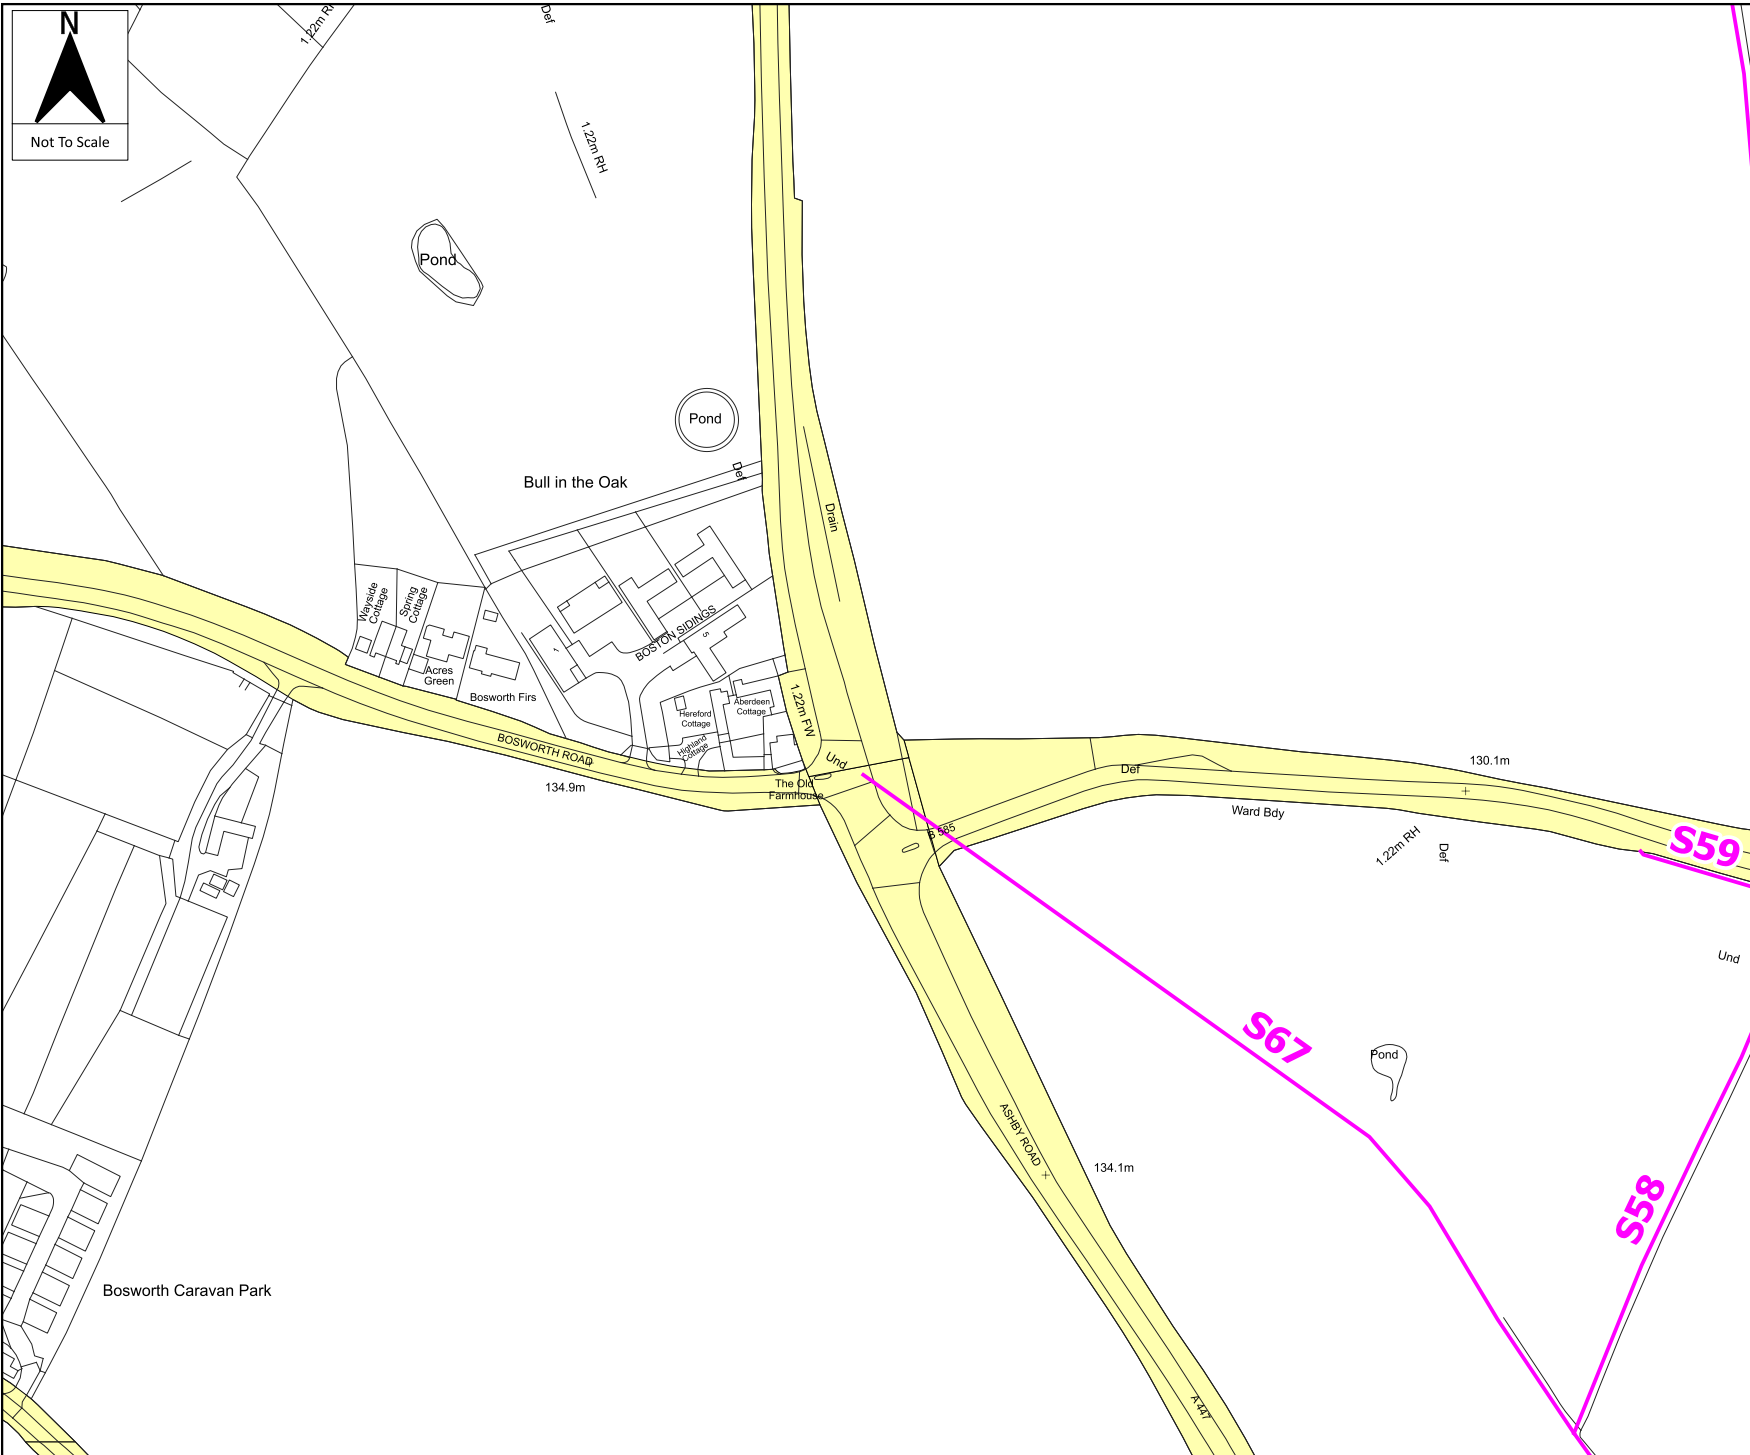 N
Not To Scale
1.22m RH
Def
1.22m RH
Pond
Pond
Def
Bull in the Oak
Drain
Wayside
Cottage
Spring
Cottage
Acres
Green
Bosworth Firs
1
BOSTON SIDINGS
5
Hereford
Cottage
Aberdeen
Cottage
Highland
Cottage
1.22m FW
Und
The Old
Farmhouse
BOSWORTH ROAD
134.9m
B 585
Def
130.1m
Ward Bdy
1.22m RH
Def
S59
Und
S67
Pond
ASHBY ROAD
134.1m
S58
Bosworth Caravan Park
A 447